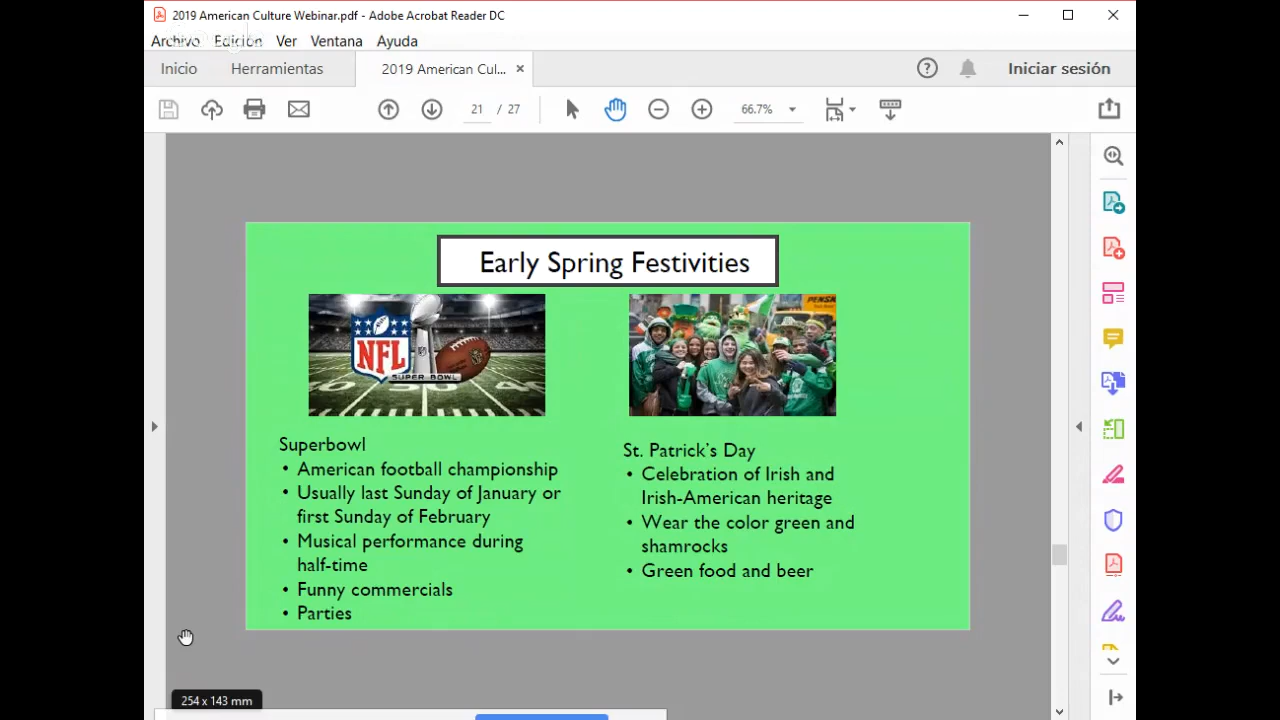 2019 American Culture Webinar.pdf - Adobe Acrobat Reader DC
Archivo Edición Ver Ventana Ayuda
Inicio Herramientas 2019 American Cul... × Iniciar sesión
21 / 27 66.7%
Early Spring Festivities
NFL
SUPER BOWL
PENSKE
Superbowl
• American football championship
• Usually last Sunday of January or
first Sunday of February
• Musical performance during
half-time
• Funny commercials
• Parties
St. Patrick's Day
• Celebration of Irish and
Irish-American heritage
• Wear the color green and
shamrocks
• Green food and beer
254 x 143 mm